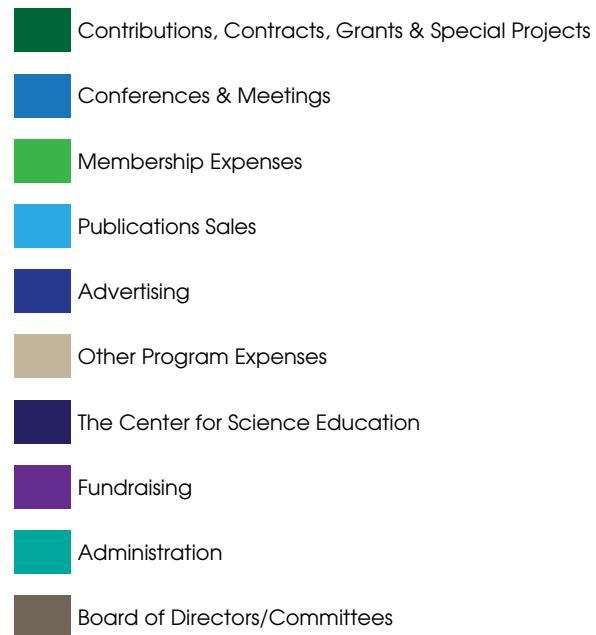 Contributions, Contracts, Grants & Special Projects
Conferences & Meetings
Membership Expenses
Publications Sales
Advertising
Other Program Expenses
The Center for Science Education
Fundraising
Administration
Board of Directors/Committees